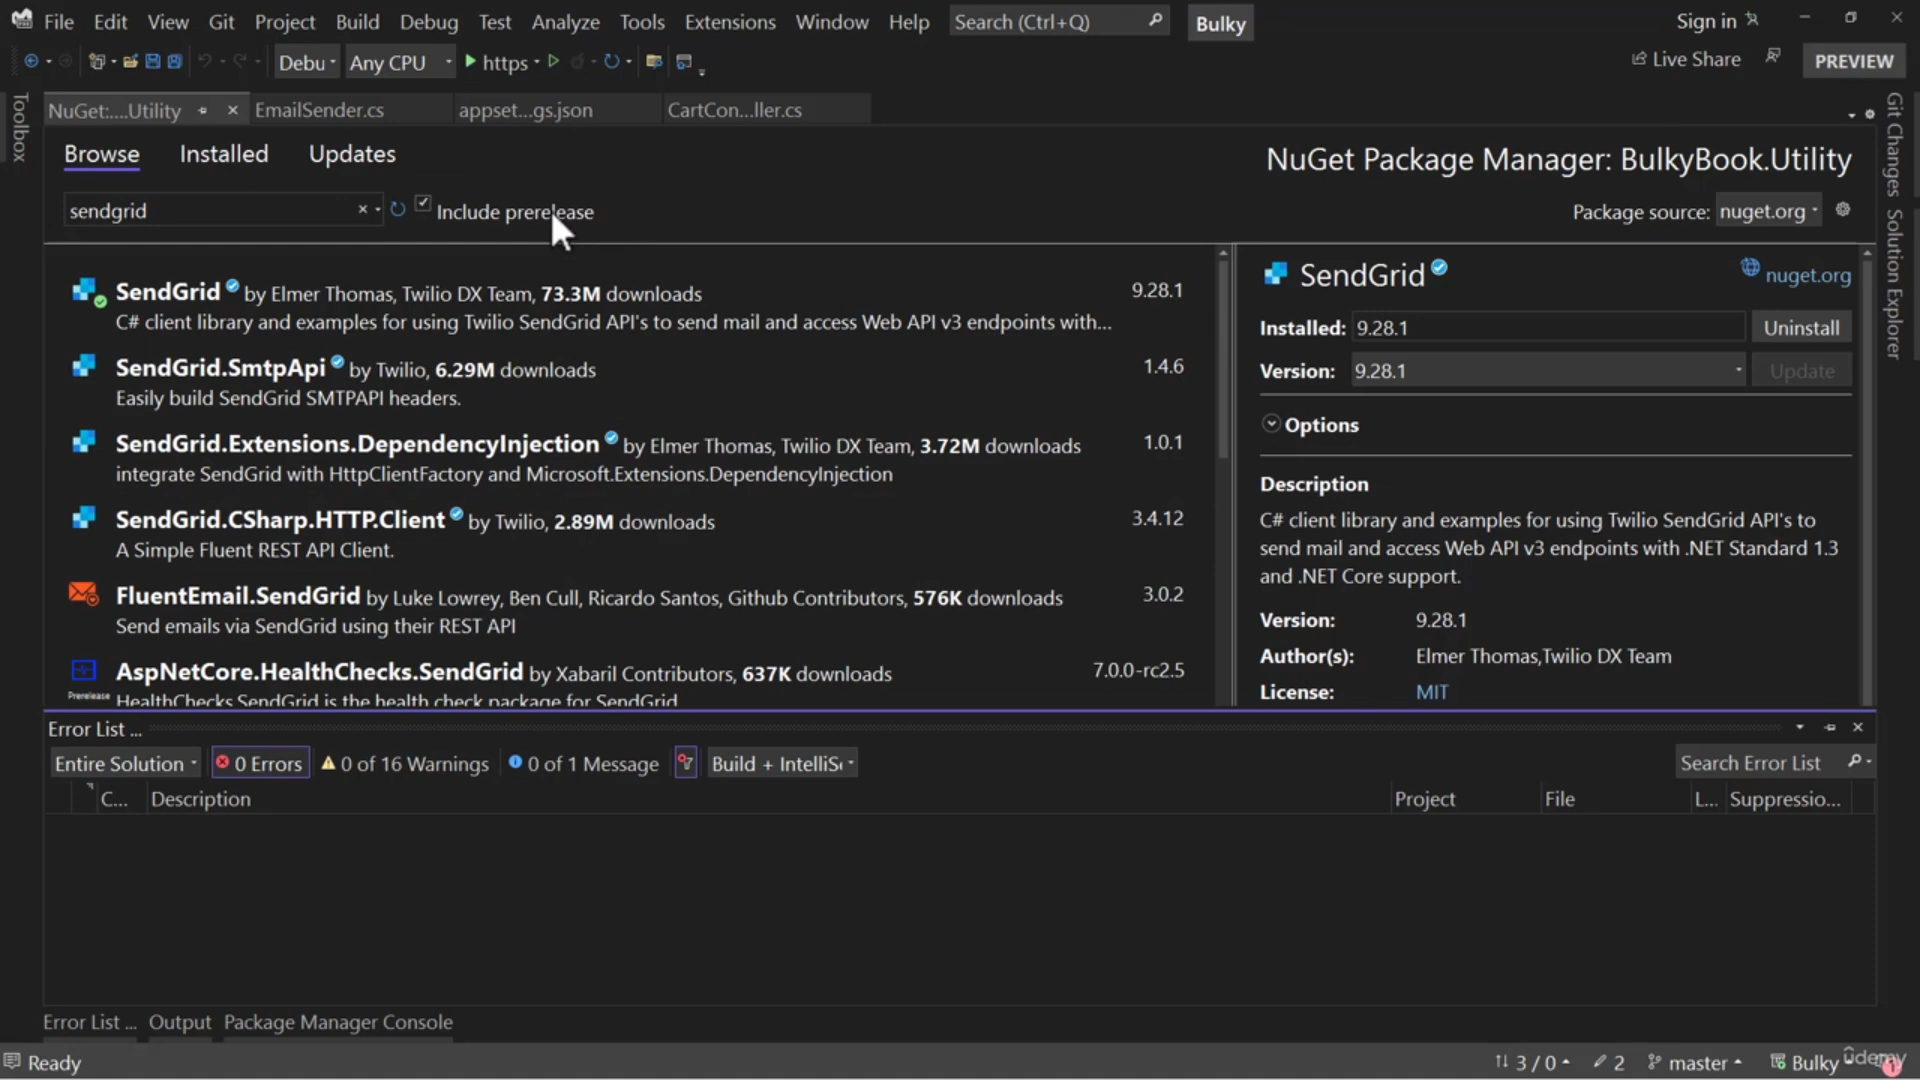 File Edit View Git Project Build Debug Test Analyze Tools Extensions Window Help Search (Ctrl+Q) Bulky Sign in
Debu Any CPU https Live Share PREVIEW
Toolbox
NuGet:....Utility EmailSender.cs appset...gs.json CartCon...ller.cs
Git Changes
Solution Explorer
Browse Installed Updates
NuGet Package Manager: BulkyBook.Utility
sendgrid Include prerelease Package source: nuget.org
SendGrid by Elmer Thomas, Twilio DX Team, 73.3M downloads 9.28.1
C# client library and examples for using Twilio SendGrid API's to send mail and access Web API v3 endpoints with...
SendGrid.SmtpApi by Twilio, 6.29M downloads 1.4.6
Easily build SendGrid SMTPAPI headers.
SendGrid.Extensions.DependencyInjection by Elmer Thomas, Twilio DX Team, 3.72M downloads 1.0.1
integrate SendGrid with HttpClientFactory and Microsoft.Extensions.DependencyInjection
SendGrid.CSharp.HTTP.Client by Twilio, 2.89M downloads 3.4.12
A Simple Fluent REST API Client.
FluentEmail.SendGrid by Luke Lowrey, Ben Cull, Ricardo Santos, Github Contributors, 576K downloads 3.0.2
Send emails via SendGrid using their REST API
AspNetCore.HealthChecks.SendGrid by Xabaril Contributors, 637K downloads 7.0.0-rc2.5
Prerelease HealthChecks.SendGrid is the health check package for SendGrid
SendGrid nuget.org
Installed: 9.28.1 Uninstall
Version: 9.28.1 Update
Options
Description
C# client library and examples for using Twilio SendGrid API's to
send mail and access Web API v3 endpoints with .NET Standard 1.3
and .NET Core support.
Version: 9.28.1
Author(s): Elmer Thomas,Twilio DX Team
License: MIT
Error List ...
Entire Solution 0 Errors 0 of 16 Warnings 0 of 1 Message Build + IntelliS Search Error List
C... Description Project File L... Suppressio...
Error List ... Output Package Manager Console
Ready 3 / 0 2 master Bulky 1
ûdemy